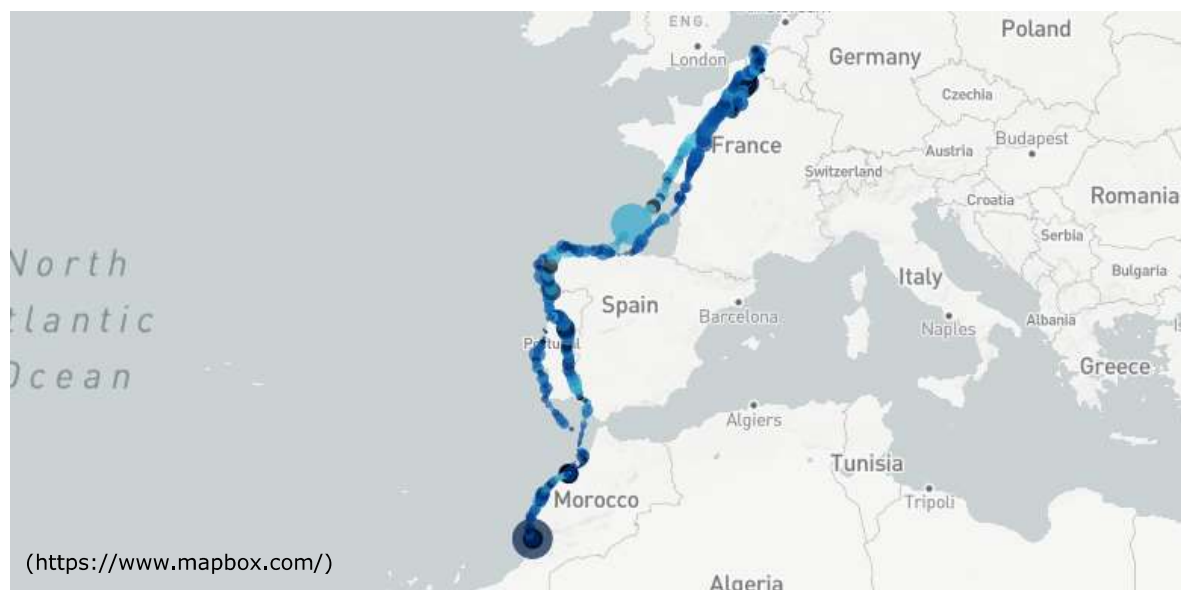 Poland
ENG.
London
Germany
Czechia
France
Budapest
Austria
Switzerland
Romania
Croatia
Serbia
North
Atlantic
Ocean
Bulgaria
Italy
Spain
Barcelona
Albania
Naples
Portugal
Greece
Algiers
Tunisia
Morocco
Tripoli
(https://www.mapbox.com/)
Algeria